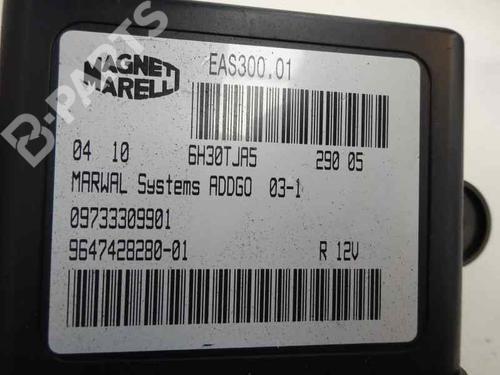 B-PARTS
MAGNETI
MARELLI
EAS300.01
04 10 6H30TJA5 290 05
MARWAL Systems ADDGO 03-1
09733309901
9647428280-01 R 12V